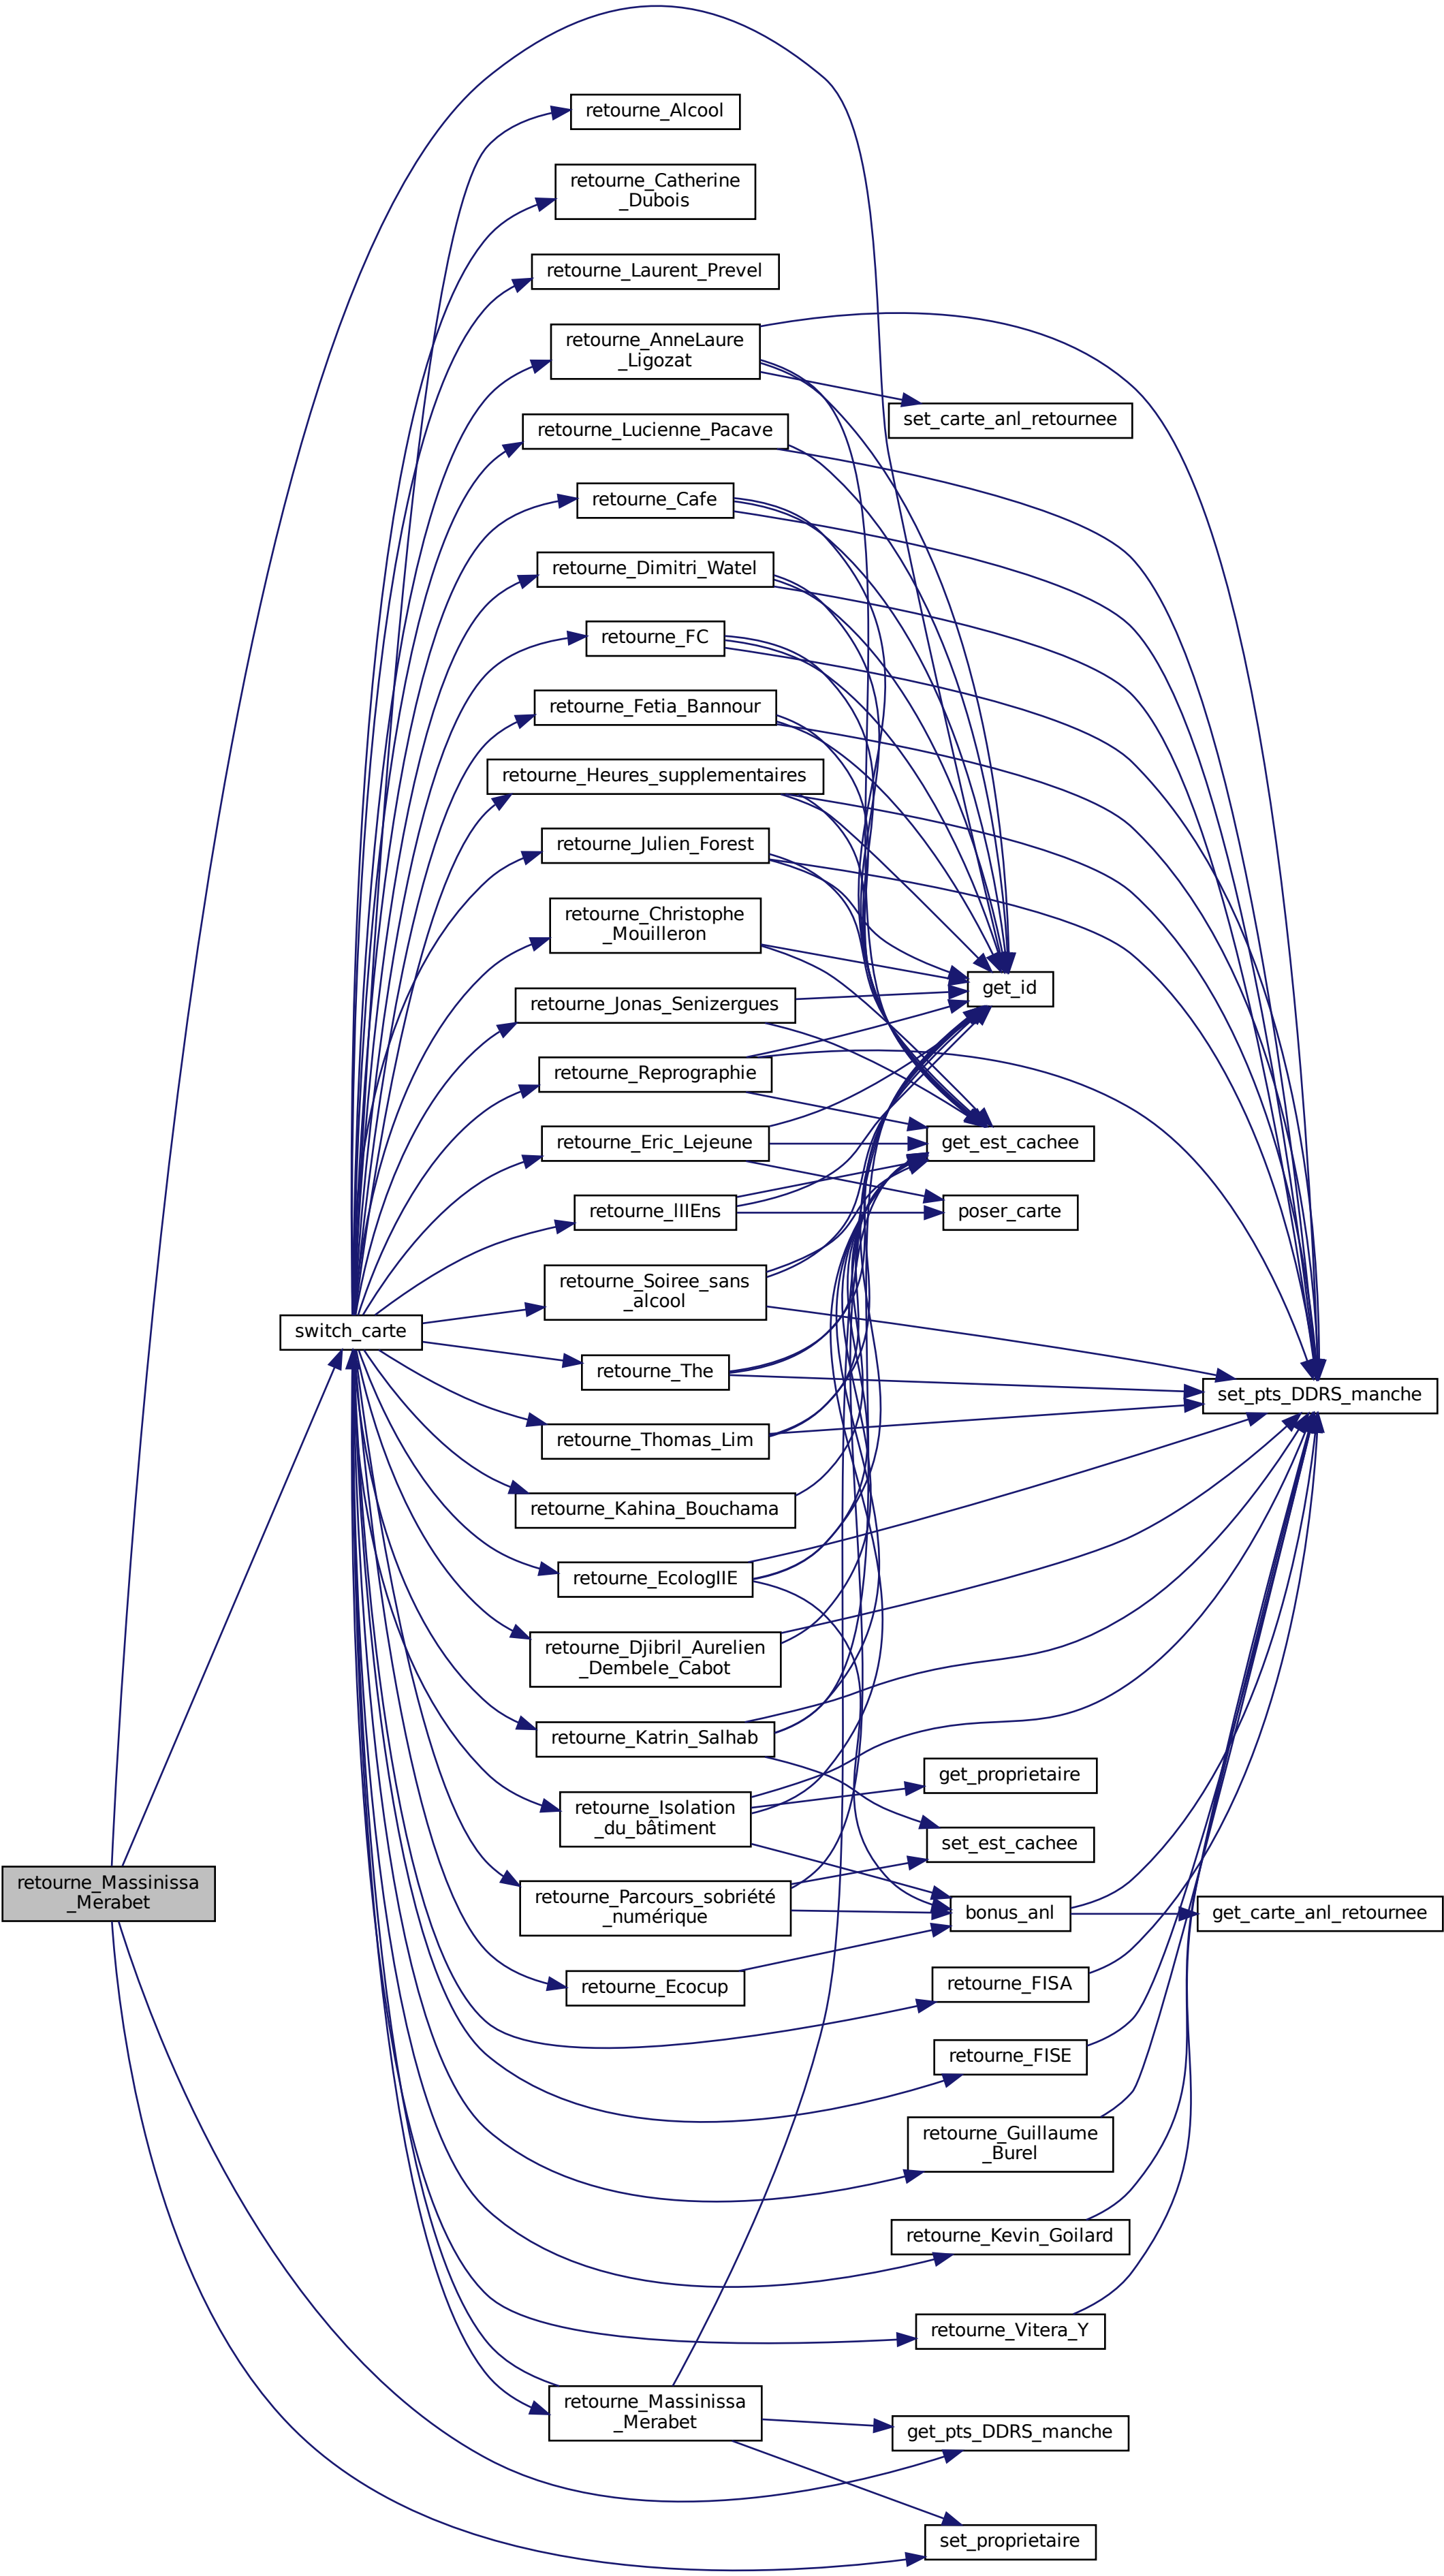 retourne_Alcool
retourne_Catherine
_Dubois
retourne_Laurent_Prevel
retourne_AnneLaure
_Ligozat
set_carte_anl_retournee
retourne_Lucienne_Pacave
retourne_Cafe
retourne_Dimitri_Watel
retourne_FC
retourne_Fetia_Bannour
retourne_Heures_supplementaires
retourne_Julien_Forest
retourne_Christophe
_Mouilleron
get_id
retourne_Jonas_Senizergues
retourne_Reprographie
retourne_Eric_Lejeune
get_est_cachee
retourne_lIIEns
poser_carte
retourne_Soiree_sans
_alcool
switch_carte
retourne_The
set_pts_DDRS_manche
retourne_Thomas_Lim
retourne_Kahina_Bouchama
retourne_EcologIIE
retourne_Djibril_Aurelien
_Dembele_Cabot
retourne_Katrin_Salhab
get_proprietaire
retourne_Isolation
_du_bâtiment
set_est_cachee
retourne_Massinissa
_Merabet
retourne_Parcours_sobriété
_numérique
bonus_anl
get_carte_anl_retournee
retourne_Ecocup
retourne_FISA
retourne_FISE
retourne_Guillaume
_Burel
retourne_Kevin_Goilard
retourne_Vitera_Y
retourne_Massinissa
_Merabet
get_pts_DDRS_manche
set_proprietaire